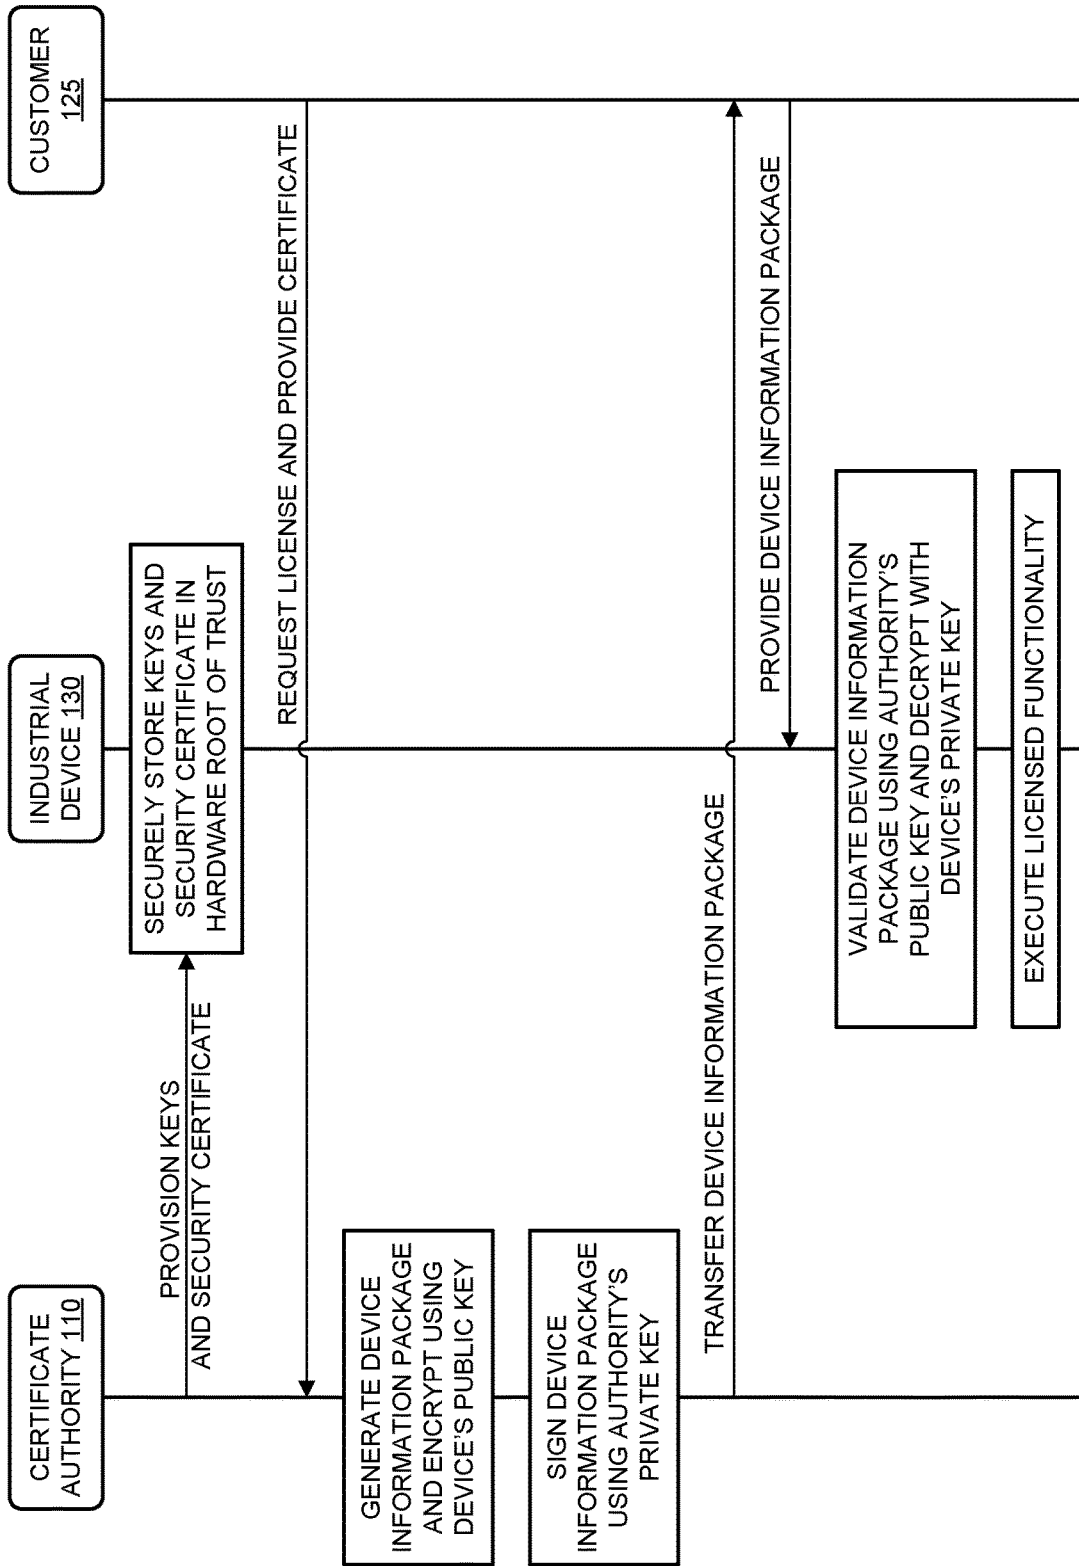 CERTIFICATE
AUTHORITY 110
INDUSTRIAL
DEVICE 130
CUSTOMER
125
PROVISION KEYS
AND SECURITY CERTIFICATE
SECURELY STORE KEYS AND
SECURITY CERTIFICATE IN
HARDWARE ROOT OF TRUST
REQUEST LICENSE AND PROVIDE CERTIFICATE
GENERATE DEVICE
INFORMATION PACKAGE
AND ENCRYPT USING
DEVICE'S PUBLIC KEY
SIGN DEVICE
INFORMATION PACKAGE
USING AUTHORITY'S
PRIVATE KEY
TRANSFER DEVICE INFORMATION PACKAGE
PROVIDE DEVICE INFORMATION PACKAGE
VALIDATE DEVICE INFORMATION
PACKAGE USING AUTHORITY'S
PUBLIC KEY AND DECRYPT WITH
DEVICE'S PRIVATE KEY
EXECUTE LICENSED FUNCTIONALITY